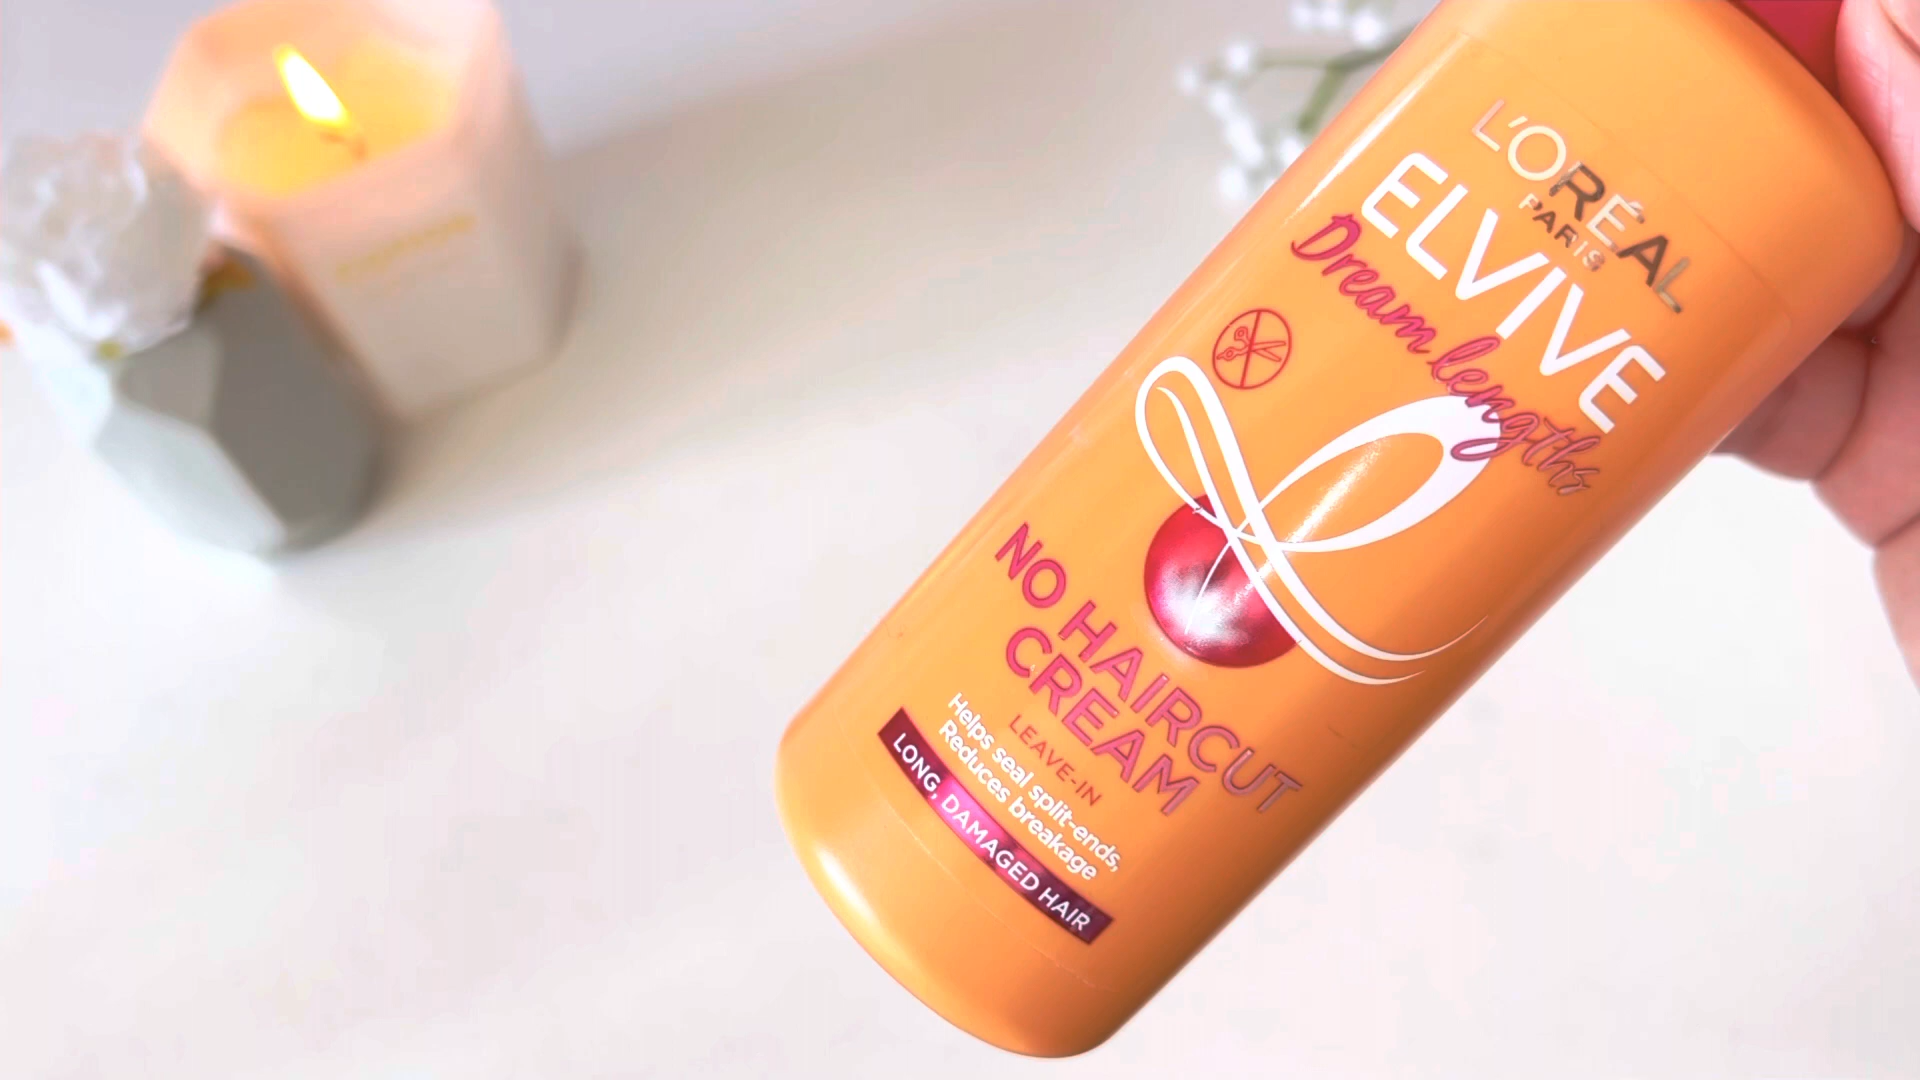 L'ORÉAL
PARIS
ELVIVE
Dream lengths
NO HAIRCUT
CREAM
LEAVE-IN
Helps seal split-ends,
Reduces breakage
LONG, DAMAGED HAIR